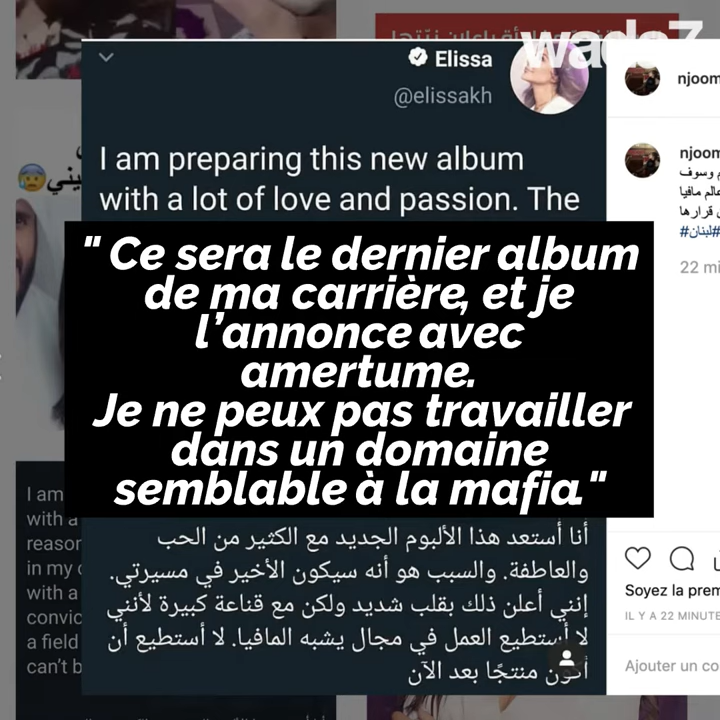 wada7
Elissa
@elissakh
I am preparing this new album
with a lot of love and passion. The
" Ce sera le dernier album
de ma carrière, et je
l'annonce avec
amertume.
Je ne peux pas travailler
dans un domaine
semblable à la mafia."
أنا أستعد هذا الألبوم الجديد مع الكثير من الحب
والعاطفة. والسبب هو أنه سيكون الأخير في مسيرتي.
إنني أعلن ذلك بقلب شديد ولكن مع قناعة كبيرة لأنني
لا أستطيع العمل في مجال يشبه المافيا. لا أستطيع أن
أكون منتجًا بعد الآن
I am
with a
reason
in my
with a
convic
a field
can't b
njoom
njoom
وسوف
عالم مافيا
قرارها
#لبنان
22 mi
Soyez la prem
IL Y A 22 MINUTE
Ajouter un co